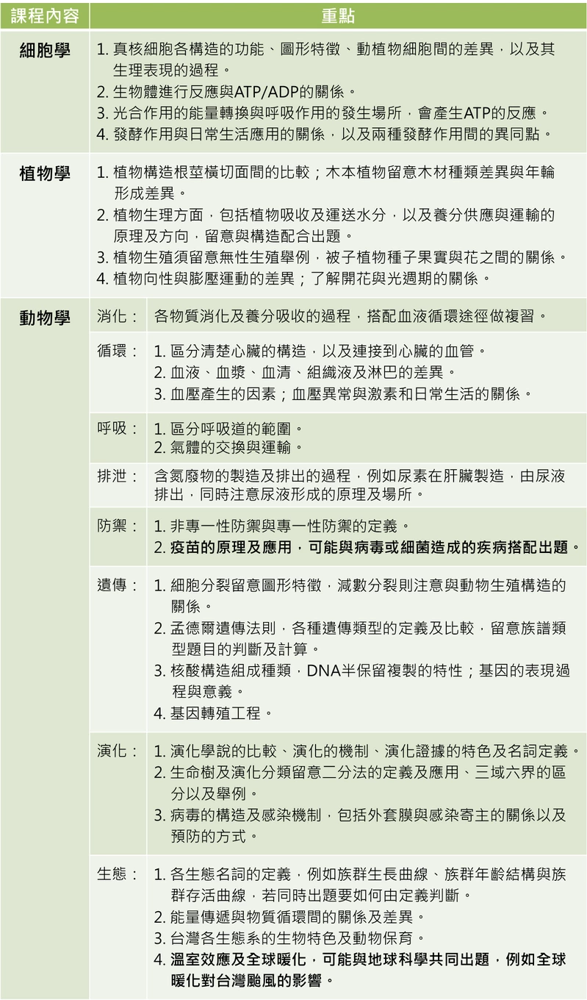 課程內容 重點
細胞學
1. 真核細胞各構造的功能、圖形特徵、動植物細胞間的差異，以及其
生理表現的過程。
2. 生物體進行反應與ATP/ADP的關係。
3. 光合作用的能量轉換與呼吸作用的發生場所，會產生ATP的反應。
4. 發酵作用與日常生活應用的關係，以及兩種發酵作用間的異同點。
植物學
1. 植物構造根莖橫切面間的比較；木本植物留意木材種類差異與年輪
形成差異。
2. 植物生理方面，包括植物吸收及運送水分，以及養分供應與運輸的
原理及方向，留意與構造配合出題。
3. 植物生殖須留意無性生殖舉例，被子植物種子果實與花之間的關係。
4. 植物向性與膨壓運動的差異；了解開花與光週期的關係。
動物學
消化： 各物質消化及養分吸收的過程，搭配血液循環途徑做複習。
循環： 1. 區分清楚心臟的構造，以及連接到心臟的血管。
2. 血液、血漿、血清、組織液及淋巴的差異。
3. 血壓產生的因素；血壓異常與激素和日常生活的關係。
呼吸： 1. 區分呼吸道的範圍。
2. 氣體的交換與運輸。
排泄： 含氮廢物的製造及排出的過程，例如尿素在肝臟製造，由尿液
排出，同時注意尿液形成的原理及場所。
防禦： 1. 非專一性防禦與專一性防禦的定義。
2. 疫苗的原理及應用，可能與病毒或細菌造成的疾病搭配出題。
遺傳： 1. 細胞分裂留意圖形特徵，減數分裂則注意與動物生殖構造的
關係。
2. 孟德爾遺傳法則，各種遺傳類型的定義及比較，留意族譜類
型題目的判斷及計算。
3. 核酸構造組成種類，DNA半保留複製的特性；基因的表現過
程與意義。
4. 基因轉殖工程。
演化： 1. 演化學說的比較、演化的機制、演化證據的特色及名詞定義。
2. 生命樹及演化分類留意二分法的定義及應用、三域六界的區
分以及舉例。
3. 病毒的構造及感染機制，包括外套膜與感染寄主的關係以及
預防的方式。
生態： 1. 各生態名詞的定義，例如族群生長曲線、族群年齡結構與族
群存活曲線，若同時出題要如何由定義判斷。
2. 能量傳遞與物質循環間的關係及差異。
3. 台灣各生態系的生物特色及動物保育。
4. 溫室效應及全球暖化，可能與地球科學共同出題，例如全球
暖化對台灣颱風的影響。